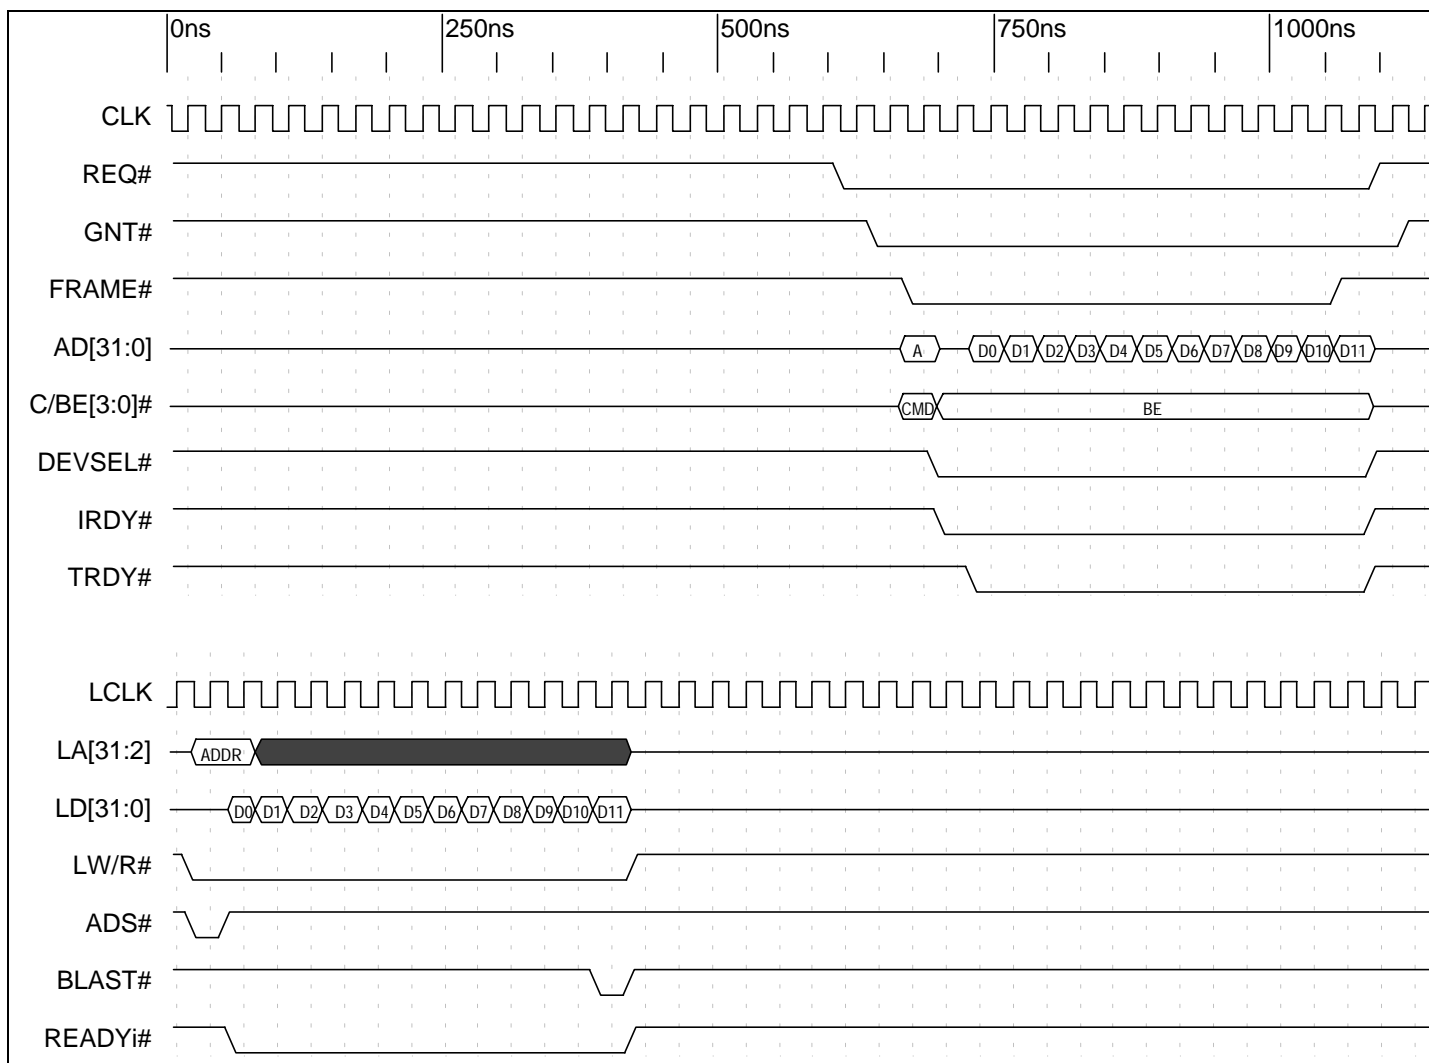 0ns 250ns 500ns 750ns 1000ns
CLK
REQ#
GNT#
FRAME#
AD[31:0] A D0 D1 D2 D3 D4 D5 D6 D7 D8 D9 D10 D11
C/BE[3:0]# CMD BE
DEVSEL#
IRDY#
TRDY#
LCLK
LA[31:2] ADDR
LD[31:0] D0 D1 D2 D3 D4 D5 D6 D7 D8 D9 D10 D11
LW/R#
ADS#
BLAST#
READYi#